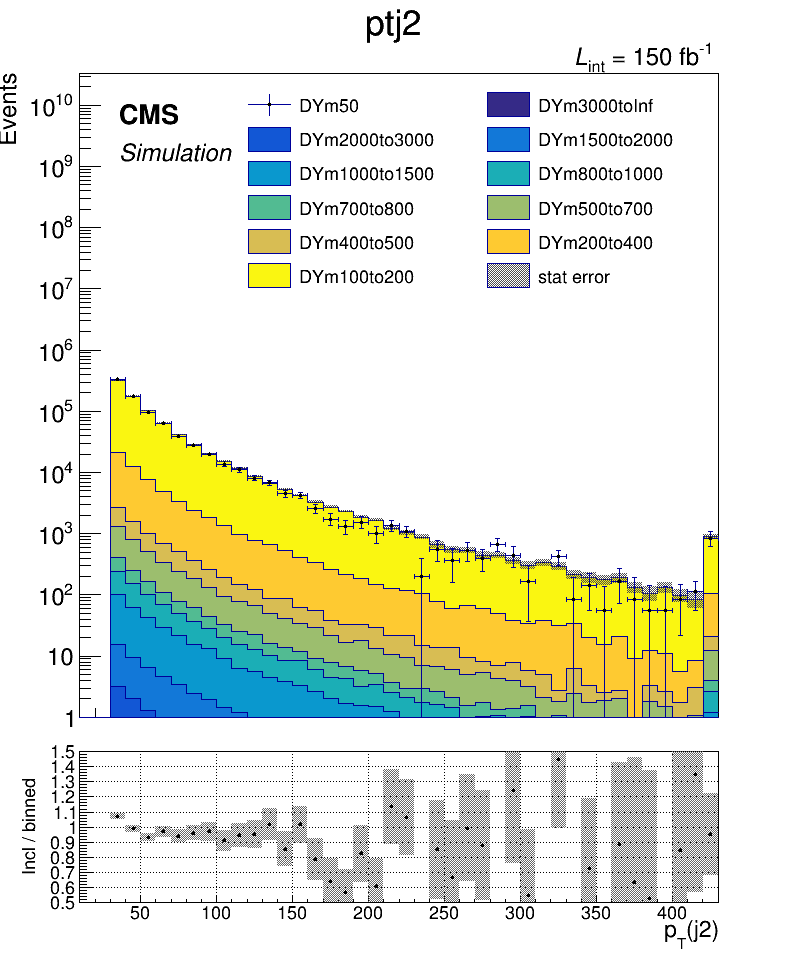 ptj2
L_int = 150 fb^-1
Events
10^10
10^9
10^8
10^7
10^6
10^5
10^4
10^3
10^2
10
1
CMS
Simulation
DYm50
DYm3000toInf
DYm2000to3000
DYm1500to2000
DYm1000to1500
DYm800to1000
DYm700to800
DYm500to700
DYm400to500
DYm200to400
DYm100to200
stat error
Incl / binned
1.5
1.4
1.3
1.2
1.1
1
0.9
0.8
0.7
0.6
0.5
50 100 150 200 250 300 350 400
p_T(j2)